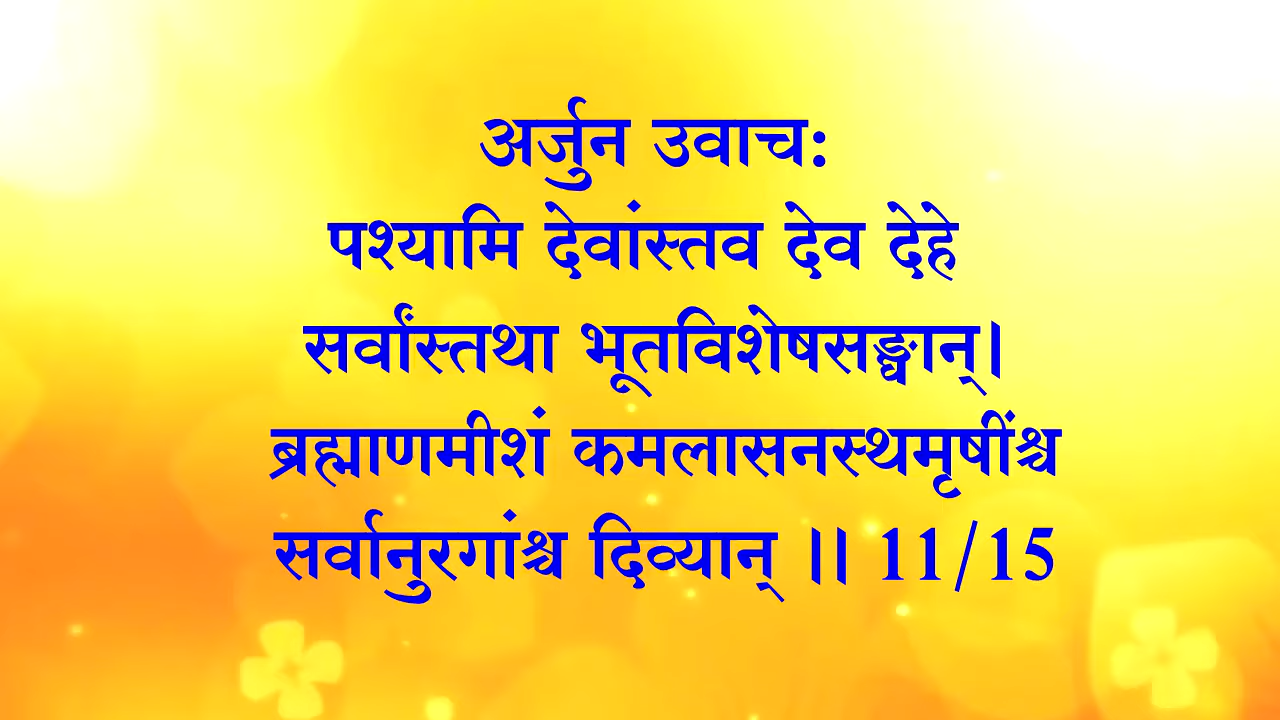 अर्जुन उवाच:
पश्यामि देवांस्तव देव देहे
सर्वांस्तथा भूतविशेषसङ्घान्।
ब्रह्माणमीशं कमलासनस्थमृषींश्च
सर्वानुरगांश्च दिव्यान् ।। 11/15